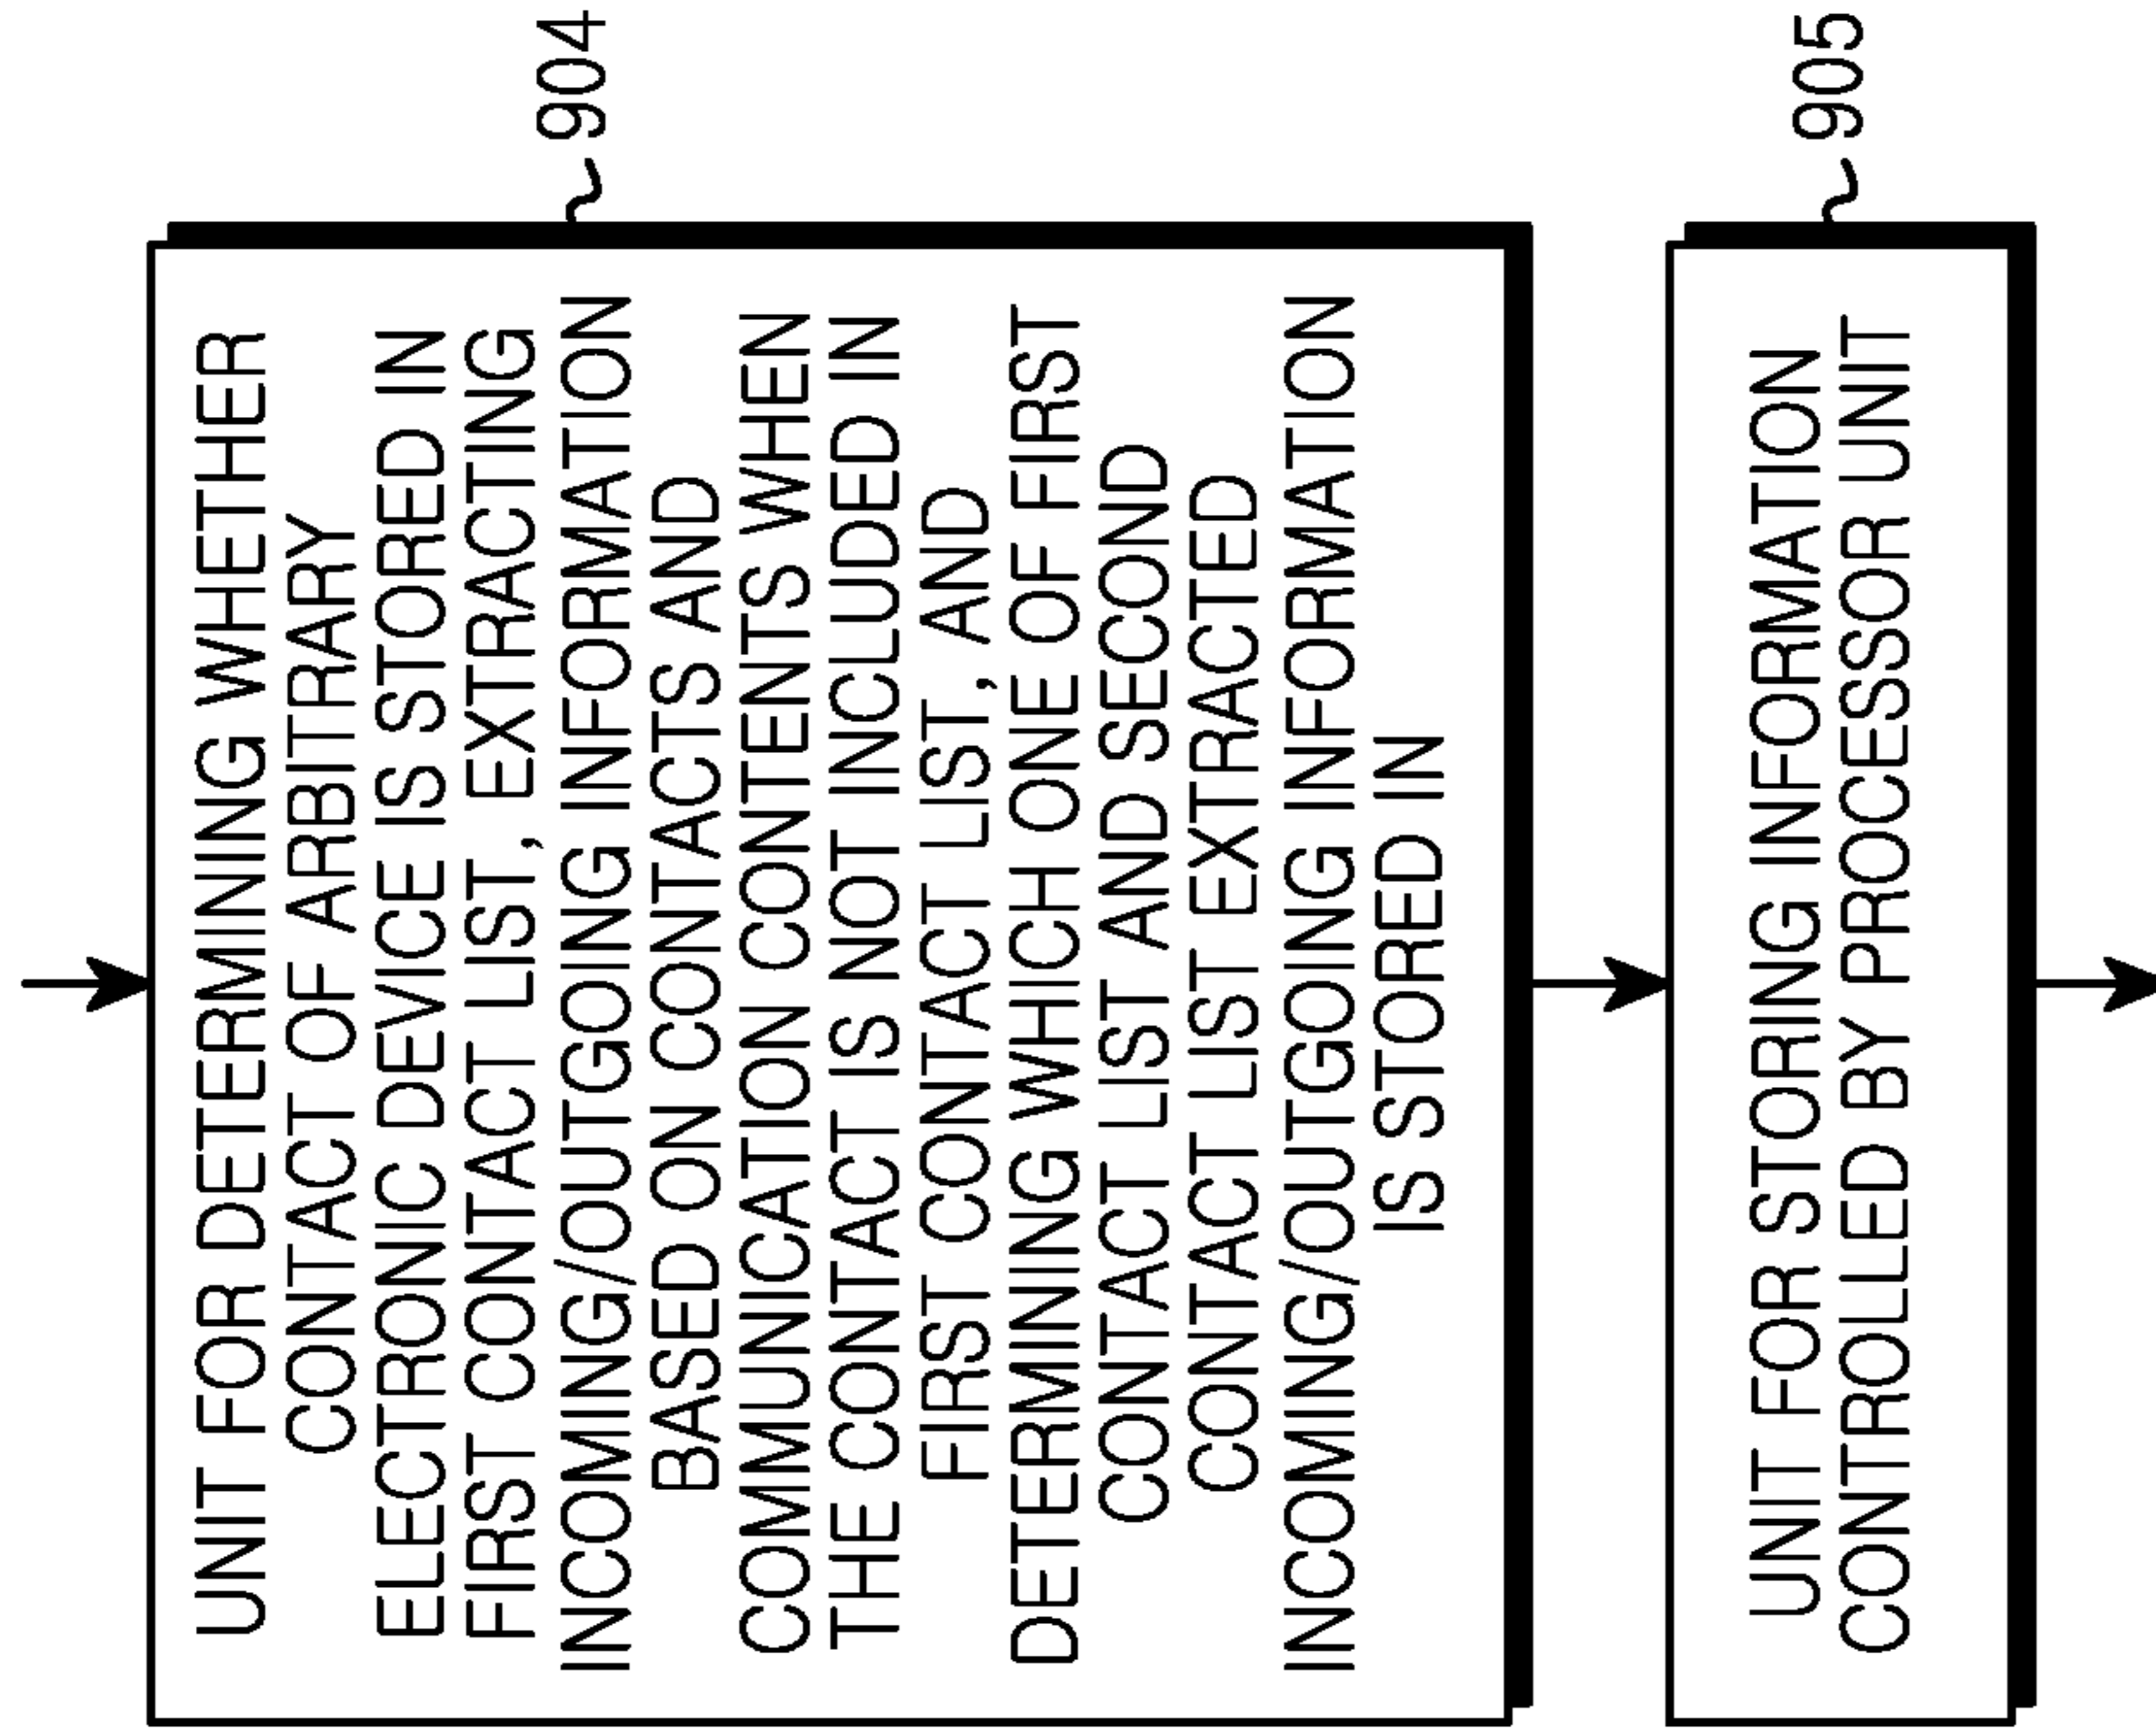 UNIT FOR DETERMINING WHETHER
CONTACT OF ARBITRARY
ELECTRONIC DEVICE IS STORED IN
FIRST CONTACT LIST, EXTRACTING
INCOMING/OUTGOING INFORMATION
BASED ON CONTACTS AND
COMMUNICATION CONTENTS WHEN
THE CONTACT IS NOT INCLUDED IN
FIRST CONTACT LIST, AND
DETERMINING WHICH ONE OF FIRST
CONTACT LIST AND SECOND
CONTACT LIST EXTRACTED
INCOMING/OUTGOING INFORMATION
IS STORED IN
904
UNIT FOR STORING INFORMATION
CONTROLLED BY PROCESSOR UNIT
905